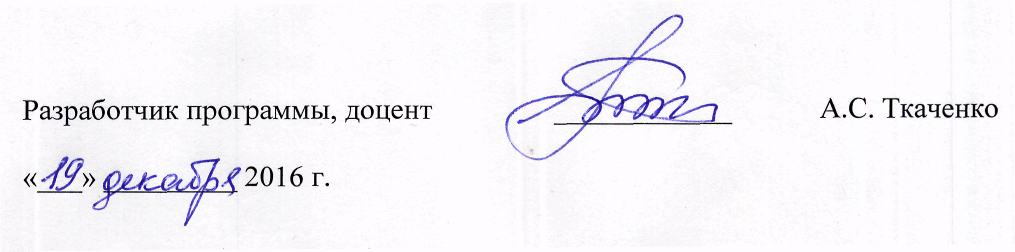 Разработчик программы, доцент А.С. Ткаченко
«19» декабря 2016 г.